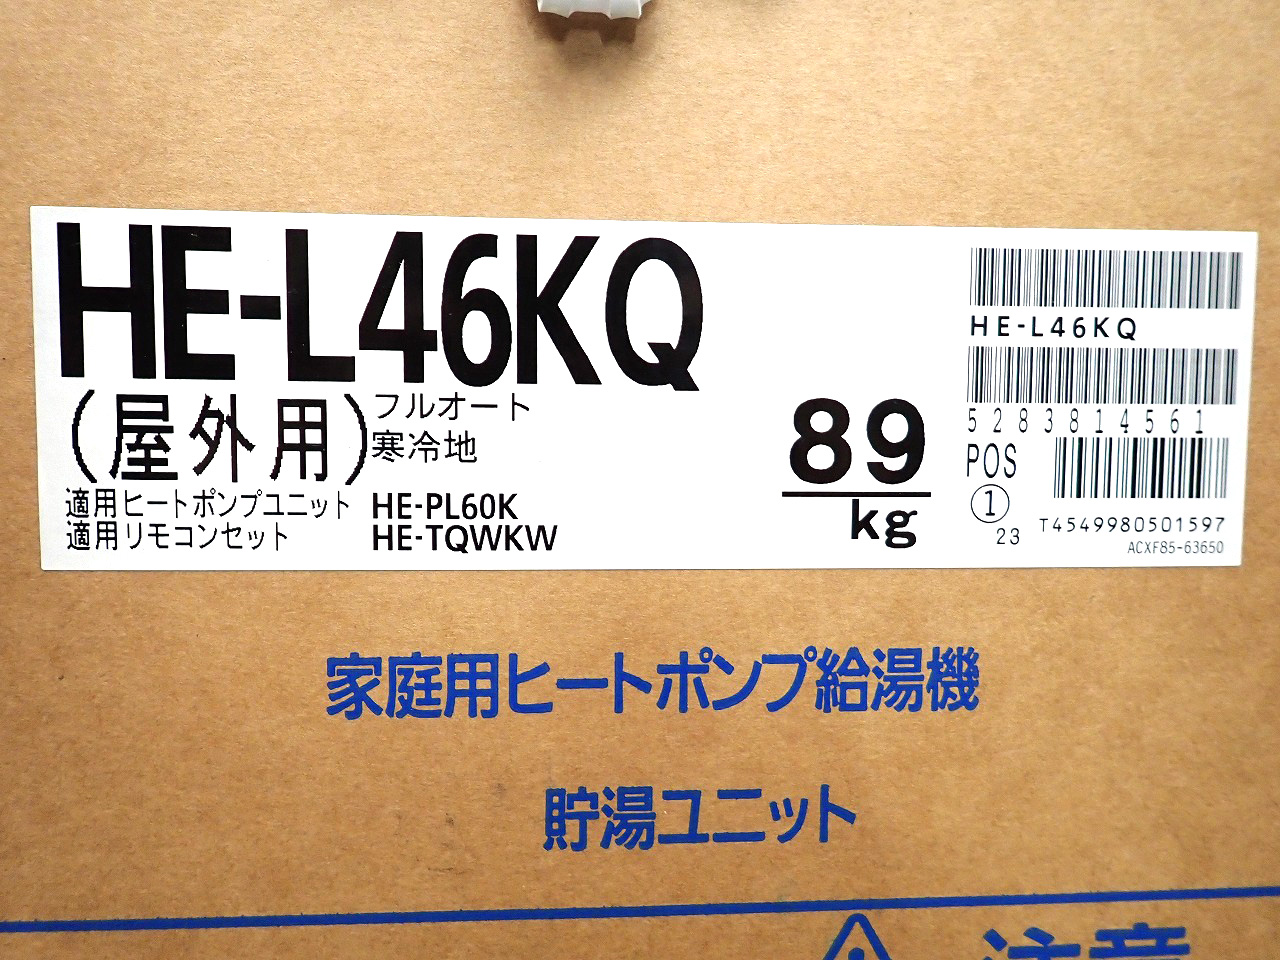 HE-L46KQ
(屋外用)
フルオート
寒冷地
適用ヒートポンプユニット HE-PL60K
適用リモコンセット HE-TQWKW
89
kg
HE-L46KQ
5283814561
POS
1
23
T4549980501597
ACXF85-63650
家庭用ヒートポンプ給湯機
貯湯ユニット
注意